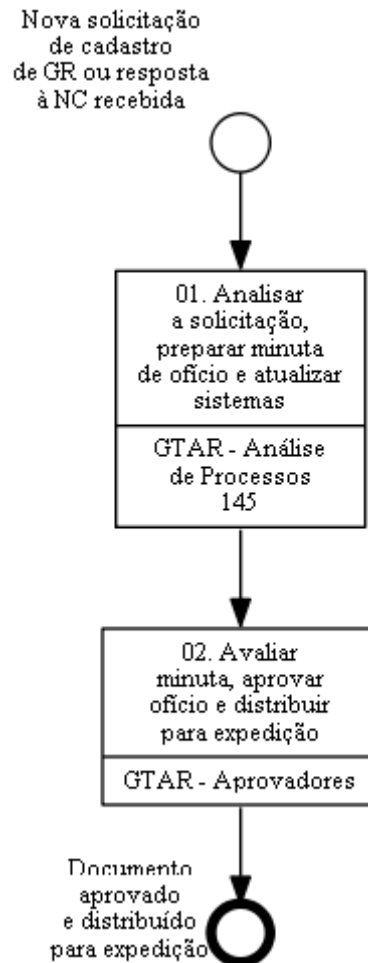 Nova solicitação
de cadastro
de GR ou resposta
à NC recebida
01. Analisar
a solicitação,
preparar minuta
de ofício e atualizar
sistemas
GTAR - Análise
de Processos
145
02. Avaliar
minuta, aprovar
ofício e distribuir
para expedição
GTAR - Aprovadores
Documento
aprovado
e distribuído
para expedição